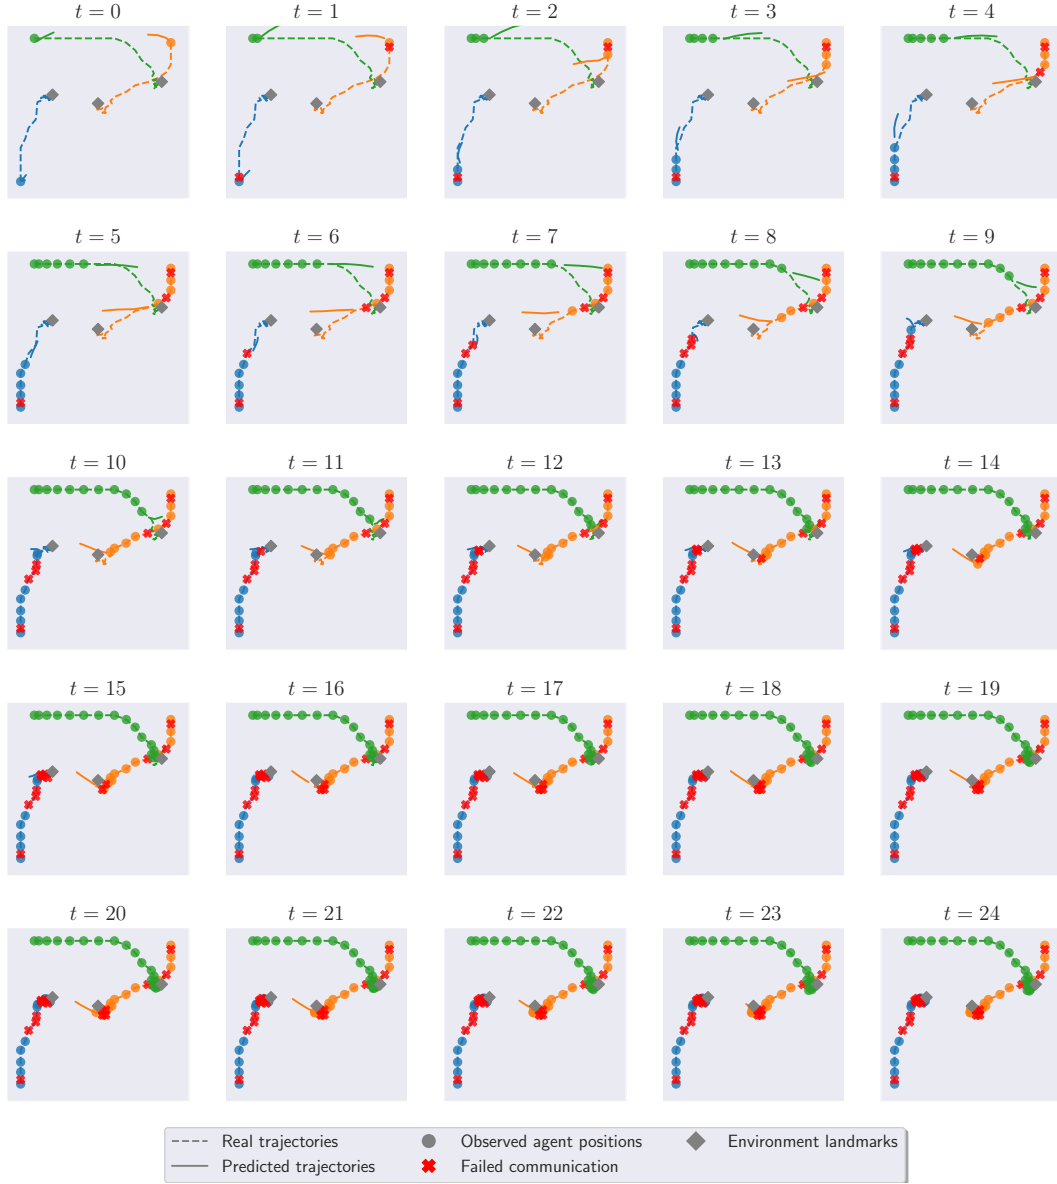 t = 0
t = 1
t = 2
t = 3
t = 4
t = 5
t = 6
t = 7
t = 8
t = 9
t = 10
t = 11
t = 12
t = 13
t = 14
t = 15
t = 16
t = 17
t = 18
t = 19
t = 20
t = 21
t = 22
t = 23
t = 24
Real trajectories
Observed agent positions
Environment landmarks
Predicted trajectories
Failed communication